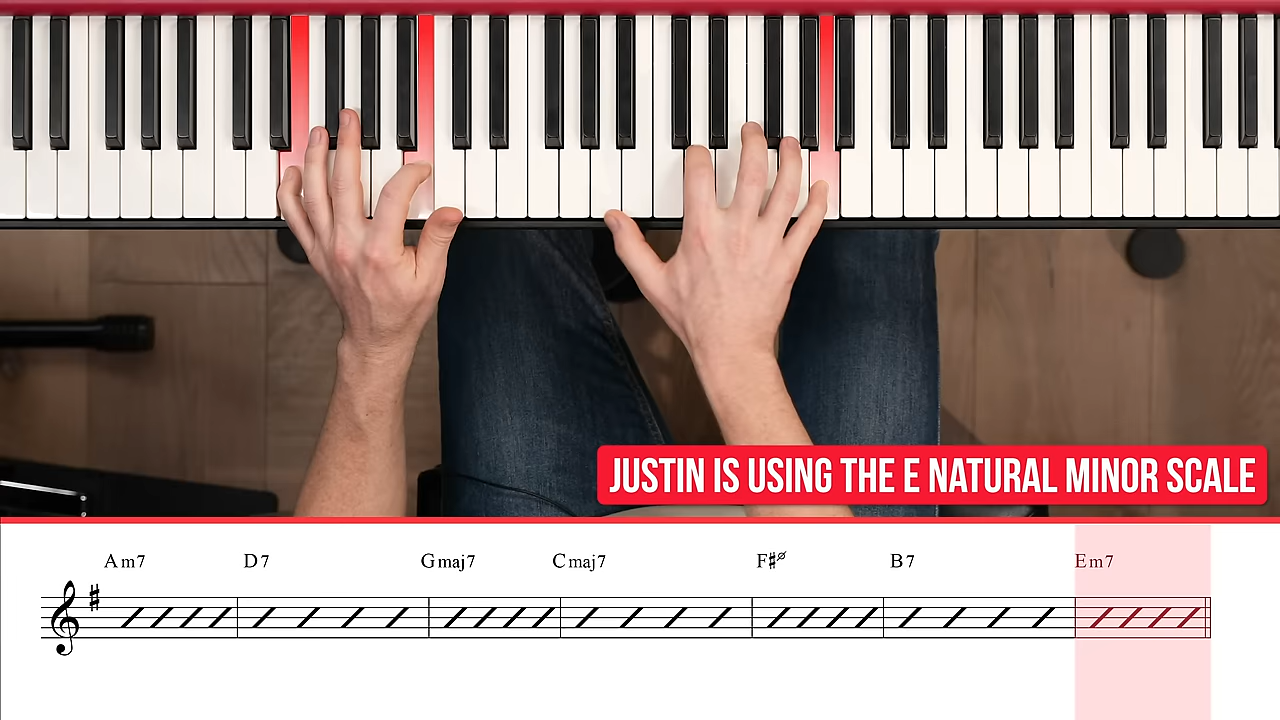 JUSTIN IS USING THE E NATURAL MINOR SCALE
Am7 D7 Gmaj7 Cmaj7 F#ø B7 Em7